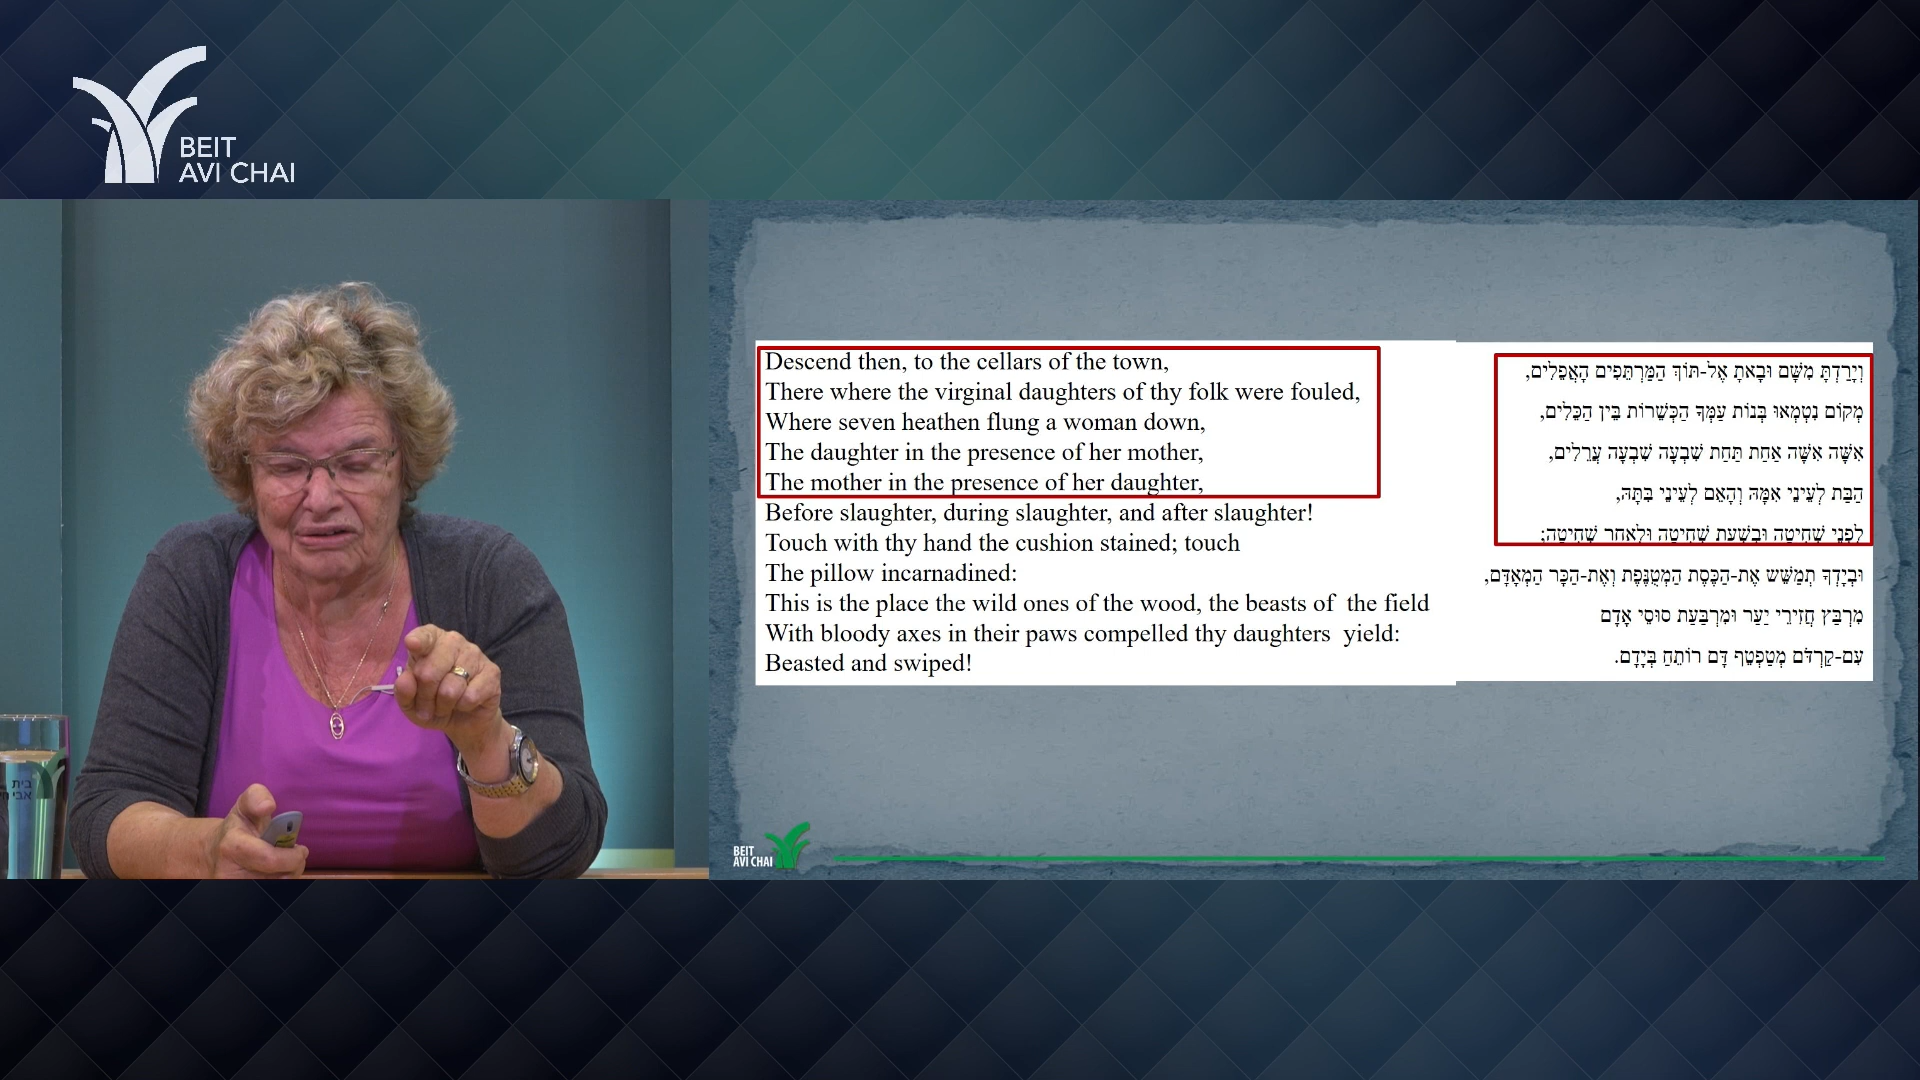 BEIT
AVI CHAI
Descend then, to the cellars of the town,
There where the virginal daughters of thy folk were fouled,
Where seven heathen flung a woman down,
The daughter in the presence of her mother,
The mother in the presence of her daughter,
Before slaughter, during slaughter, and after slaughter!
Touch with thy hand the cushion stained; touch
The pillow incarnadined:
This is the place the wild ones of the wood, the beasts of the field
With bloody axes in their paws compelled thy daughters yield:
Beasted and swiped!
וְיָרַדְתָּ מִשָּׁם וּבָאתָ אֶל-תּוֹךְ הַמַּרְתֵּפִים הָאֲפֵלִים,
מְקוֹם נִטְמְאוּ בְּנוֹת עַמְּךָ הַכְּשֵׁרוֹת בֵּין הַכֵּלִים,
אִשָּׁה אִשָּׁה אַחַת תַּחַת שִׁבְעָה שִׁבְעָה עֲרֵלִים,
הַבַּת לְעֵינֵי אִמָּהּ וְהָאֵם לְעֵינֵי בִּתָּהּ,
לִפְנֵי שְׁחִיטָה וּבִשְׁעַת שְׁחִיטָה וּלְאַחַר שְׁחִיטָה;
וּבְיָדְךָ תְמַשֵּׁשׁ אֶת-הַכֶּסֶת הַמְטֻנֶּפֶת וְאֶת-הַכָּר הַמְאָדָּם,
מִרְבַּץ חֲזִירֵי יַעַר וּמִרְבַּעַת סוּסֵי אָדָם
עִם-קַרְדֹּם מְטַפְטֵף דָּם רוֹתֵחַ בְּיָדָם.
BEIT
AVI CHAI
בית